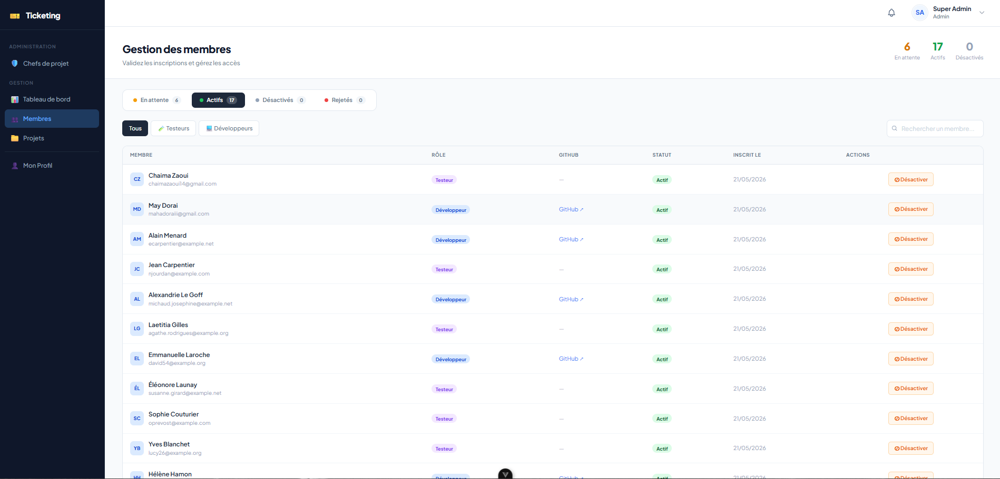 Ticketing
SA
Super Admin
Admin
ADMINISTRATION
Chefs de projet
GESTION
Tableau de bord
Membres
Projets
Mon Profil
Gestion des membres
Validez les inscriptions et gérez les accès
6 17 0
En attente Actifs Désactivés
En attente 6 Actifs 17 Désactivés 0 Rejetés 0
Tous Testeurs Développeurs
Rechercher un membre...
MEMBRE RÔLE GITHUB STATUT INSCRIT LE ACTIONS
CZ Chaima Zaoui
chaimazaoui14@gmail.com
Testeur — Actif 21/05/2026 Désactiver
MD May Dorai
mahadoraiii@gmail.com
Développeur GitHub ↗ Actif 21/05/2026 Désactiver
AM Alain Menard
ecarpentier@example.net
Développeur GitHub ↗ Actif 21/05/2026 Désactiver
JC Jean Carpentier
njourdan@example.com
Testeur — Actif 21/05/2026 Désactiver
AL Alexandrie Le Goff
michaud.josephine@example.net
Développeur GitHub ↗ Actif 21/05/2026 Désactiver
LG Laetitia Gilles
agathe.rodrigues@example.org
Testeur — Actif 21/05/2026 Désactiver
EL Emmanuelle Laroche
david54@example.org
Développeur GitHub ↗ Actif 21/05/2026 Désactiver
ÉL Éléonore Launay
susanne.girard@example.net
Testeur — Actif 21/05/2026 Désactiver
SC Sophie Couturier
oprevost@example.com
Testeur — Actif 21/05/2026 Désactiver
YB Yves Blanchet
lucy26@example.org
Testeur — Actif 21/05/2026 Désactiver
HH Hélène Hamon
Développeur GitHub ↗ Actif 21/05/2026 Désactiver